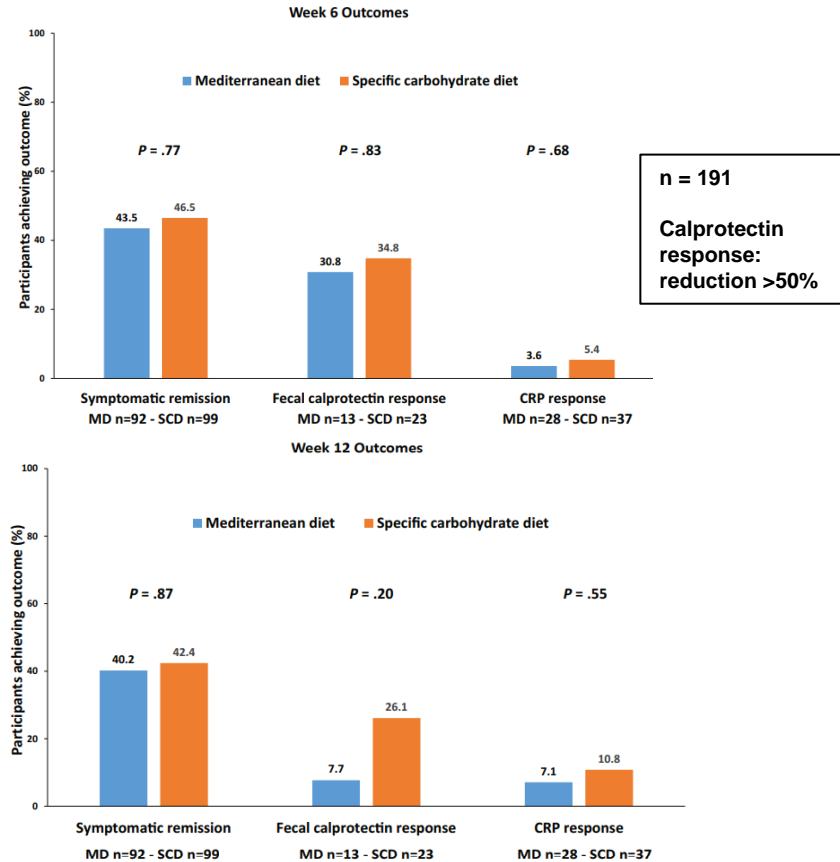 Week 6 Outcomes
100
80
60
40
20
0
Participants achieving outcome (%)
Mediterranean diet Specific carbohydrate diet
P = .77 P = .83 P = .68
43.5 46.5 30.8 34.8 3.6 5.4
Symptomatic remission Fecal calprotectin response CRP response
MD n=92 - SCD n=99 MD n=13 - SCD n=23 MD n=28 - SCD n=37
n = 191
Calprotectin
response:
reduction >50%
Week 12 Outcomes
100
80
60
40
20
0
Participants achieving outcome (%)
Mediterranean diet Specific carbohydrate diet
P = .87 P = .20 P = .55
40.2 42.4 7.7 26.1 7.1 10.8
Symptomatic remission Fecal calprotectin response CRP response
MD n=92 - SCD n=99 MD n=13 - SCD n=23 MD n=28 - SCD n=37